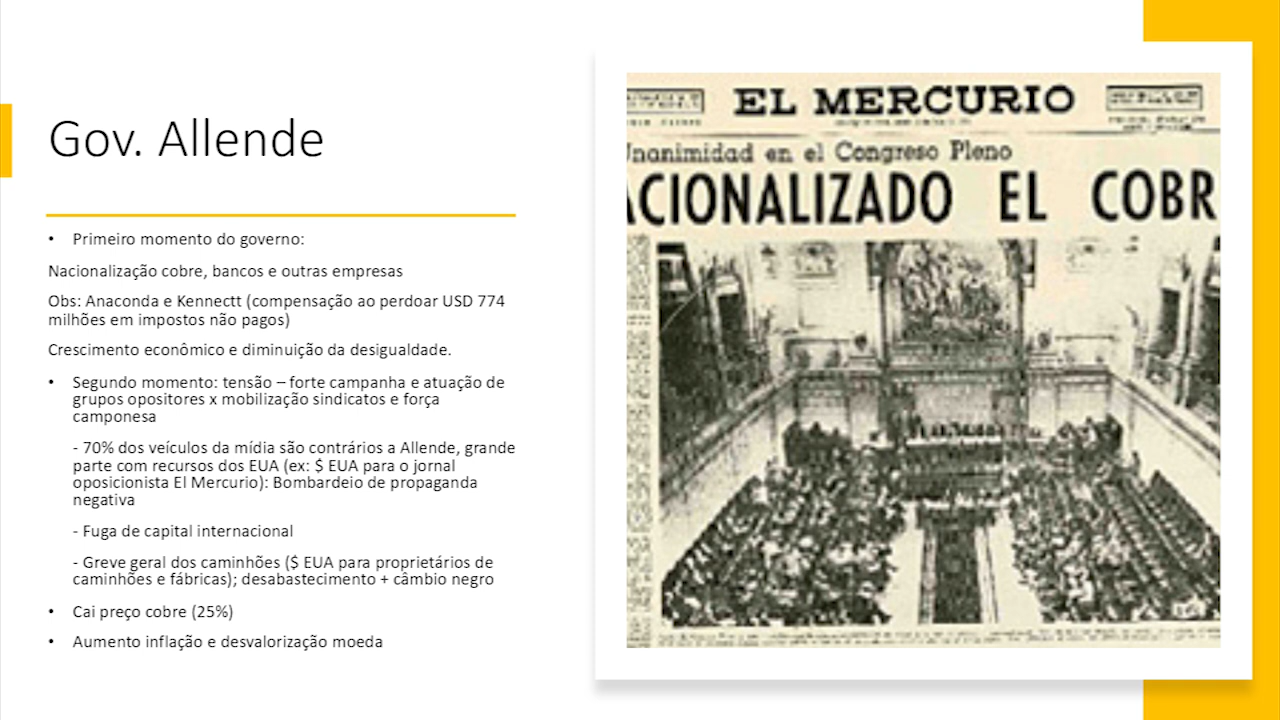 Gov. Allende
• Primeiro momento do governo:
Nacionalização cobre, bancos e outras empresas
Obs: Anaconda e Kennectt (compensação ao perdoar USD 774
milhões em impostos não pagos)
Crescimento econômico e diminuição da desigualdade.
• Segundo momento: tensão – forte campanha e atuação de
grupos opositores x mobilização sindicatos e força
camponesa
- 70% dos veículos da mídia são contrários a Allende, grande
parte com recursos dos EUA (ex: $ EUA para o jornal
oposicionista El Mercurio): Bombardeio de propaganda
negativa
- Fuga de capital internacional
- Greve geral dos caminhões ($ EUA para proprietários de
caminhões e fábricas); desabastecimento + câmbio negro
• Cai preço cobre (25%)
• Aumento inflação e desvalorização moeda
EL MERCURIO
Unanimidad en el Congreso Pleno
ACIONALIZADO EL COBR